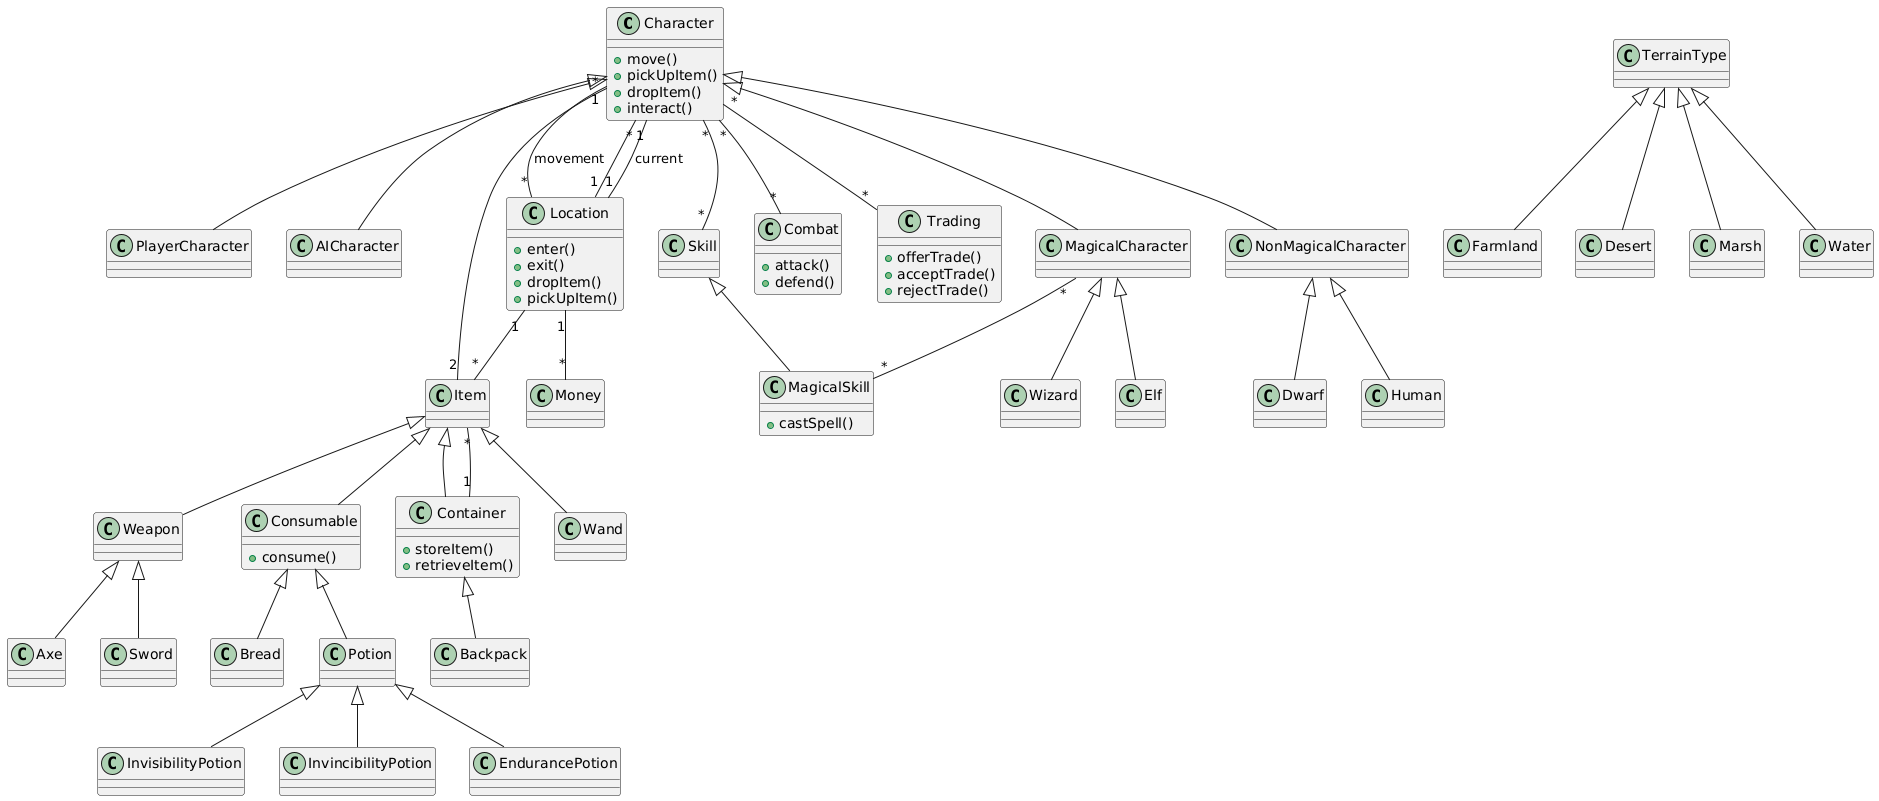 C Character
move()
pickUpItem()
dropItem()
interact()
C TerrainType
*
1
*
*
1
*
*
movement
current
*
1
1
*
*
*
C PlayerCharacter
C AICharacter
C Location
enter()
exit()
dropItem()
pickUpItem()
C Skill
C Combat
attack()
defend()
C Trading
offerTrade()
acceptTrade()
rejectTrade()
C MagicalCharacter
C NonMagicalCharacter
C Farmland
C Desert
C Marsh
C Water
1
1
*
2
*
*
*
C Item
C Money
C MagicalSkill
castSpell()
C Wizard
C Elf
C Dwarf
C Human
*
1
C Weapon
C Consumable
consume()
C Container
storeItem()
retrieveItem()
C Wand
C Axe
C Sword
C Bread
C Potion
C Backpack
C InvisibilityPotion
C InvincibilityPotion
C EndurancePotion